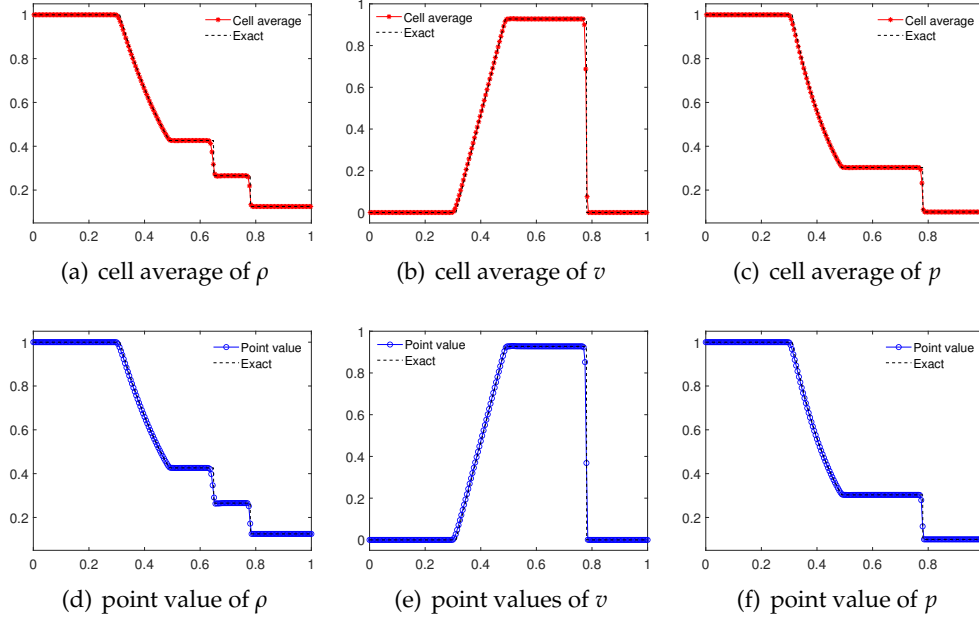 1
0.8
0.6
0.4
0.2
0 0.2 0.4 0.6 0.8 1
Cell average
Exact
(a) cell average of ρ
1
0.8
0.6
0.4
0.2
0
0 0.2 0.4 0.6 0.8 1
Cell average
Exact
(b) cell average of v
1
0.8
0.6
0.4
0.2
0 0.2 0.4 0.6 0.8
Cell average
Exact
(c) cell average of p
1
0.8
0.6
0.4
0.2
0 0.2 0.4 0.6 0.8 1
Point value
Exact
(d) point value of ρ
1
0.8
0.6
0.4
0.2
0
0 0.2 0.4 0.6 0.8 1
Point value
Exact
(e) point values of v
1
0.8
0.6
0.4
0.2
0 0.2 0.4 0.6 0.8
Point value
Exact
(f) point value of p